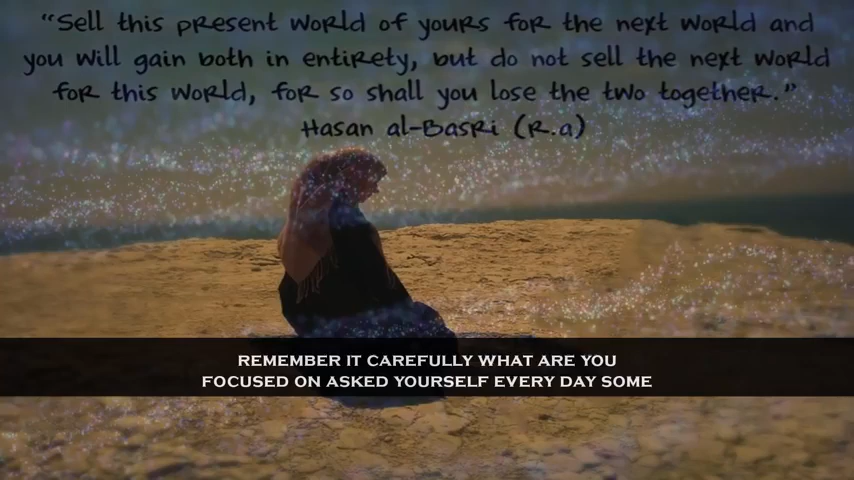 “Sell this present world of yours for the next world and
you will gain both in entirety, but do not sell the next world
for this world, for so shall you lose the two together.”
Hasan al-Basri (R.a)
REMEMBER IT CAREFULLY WHAT ARE YOU
FOCUSED ON ASKED YOURSELF EVERY DAY SOME